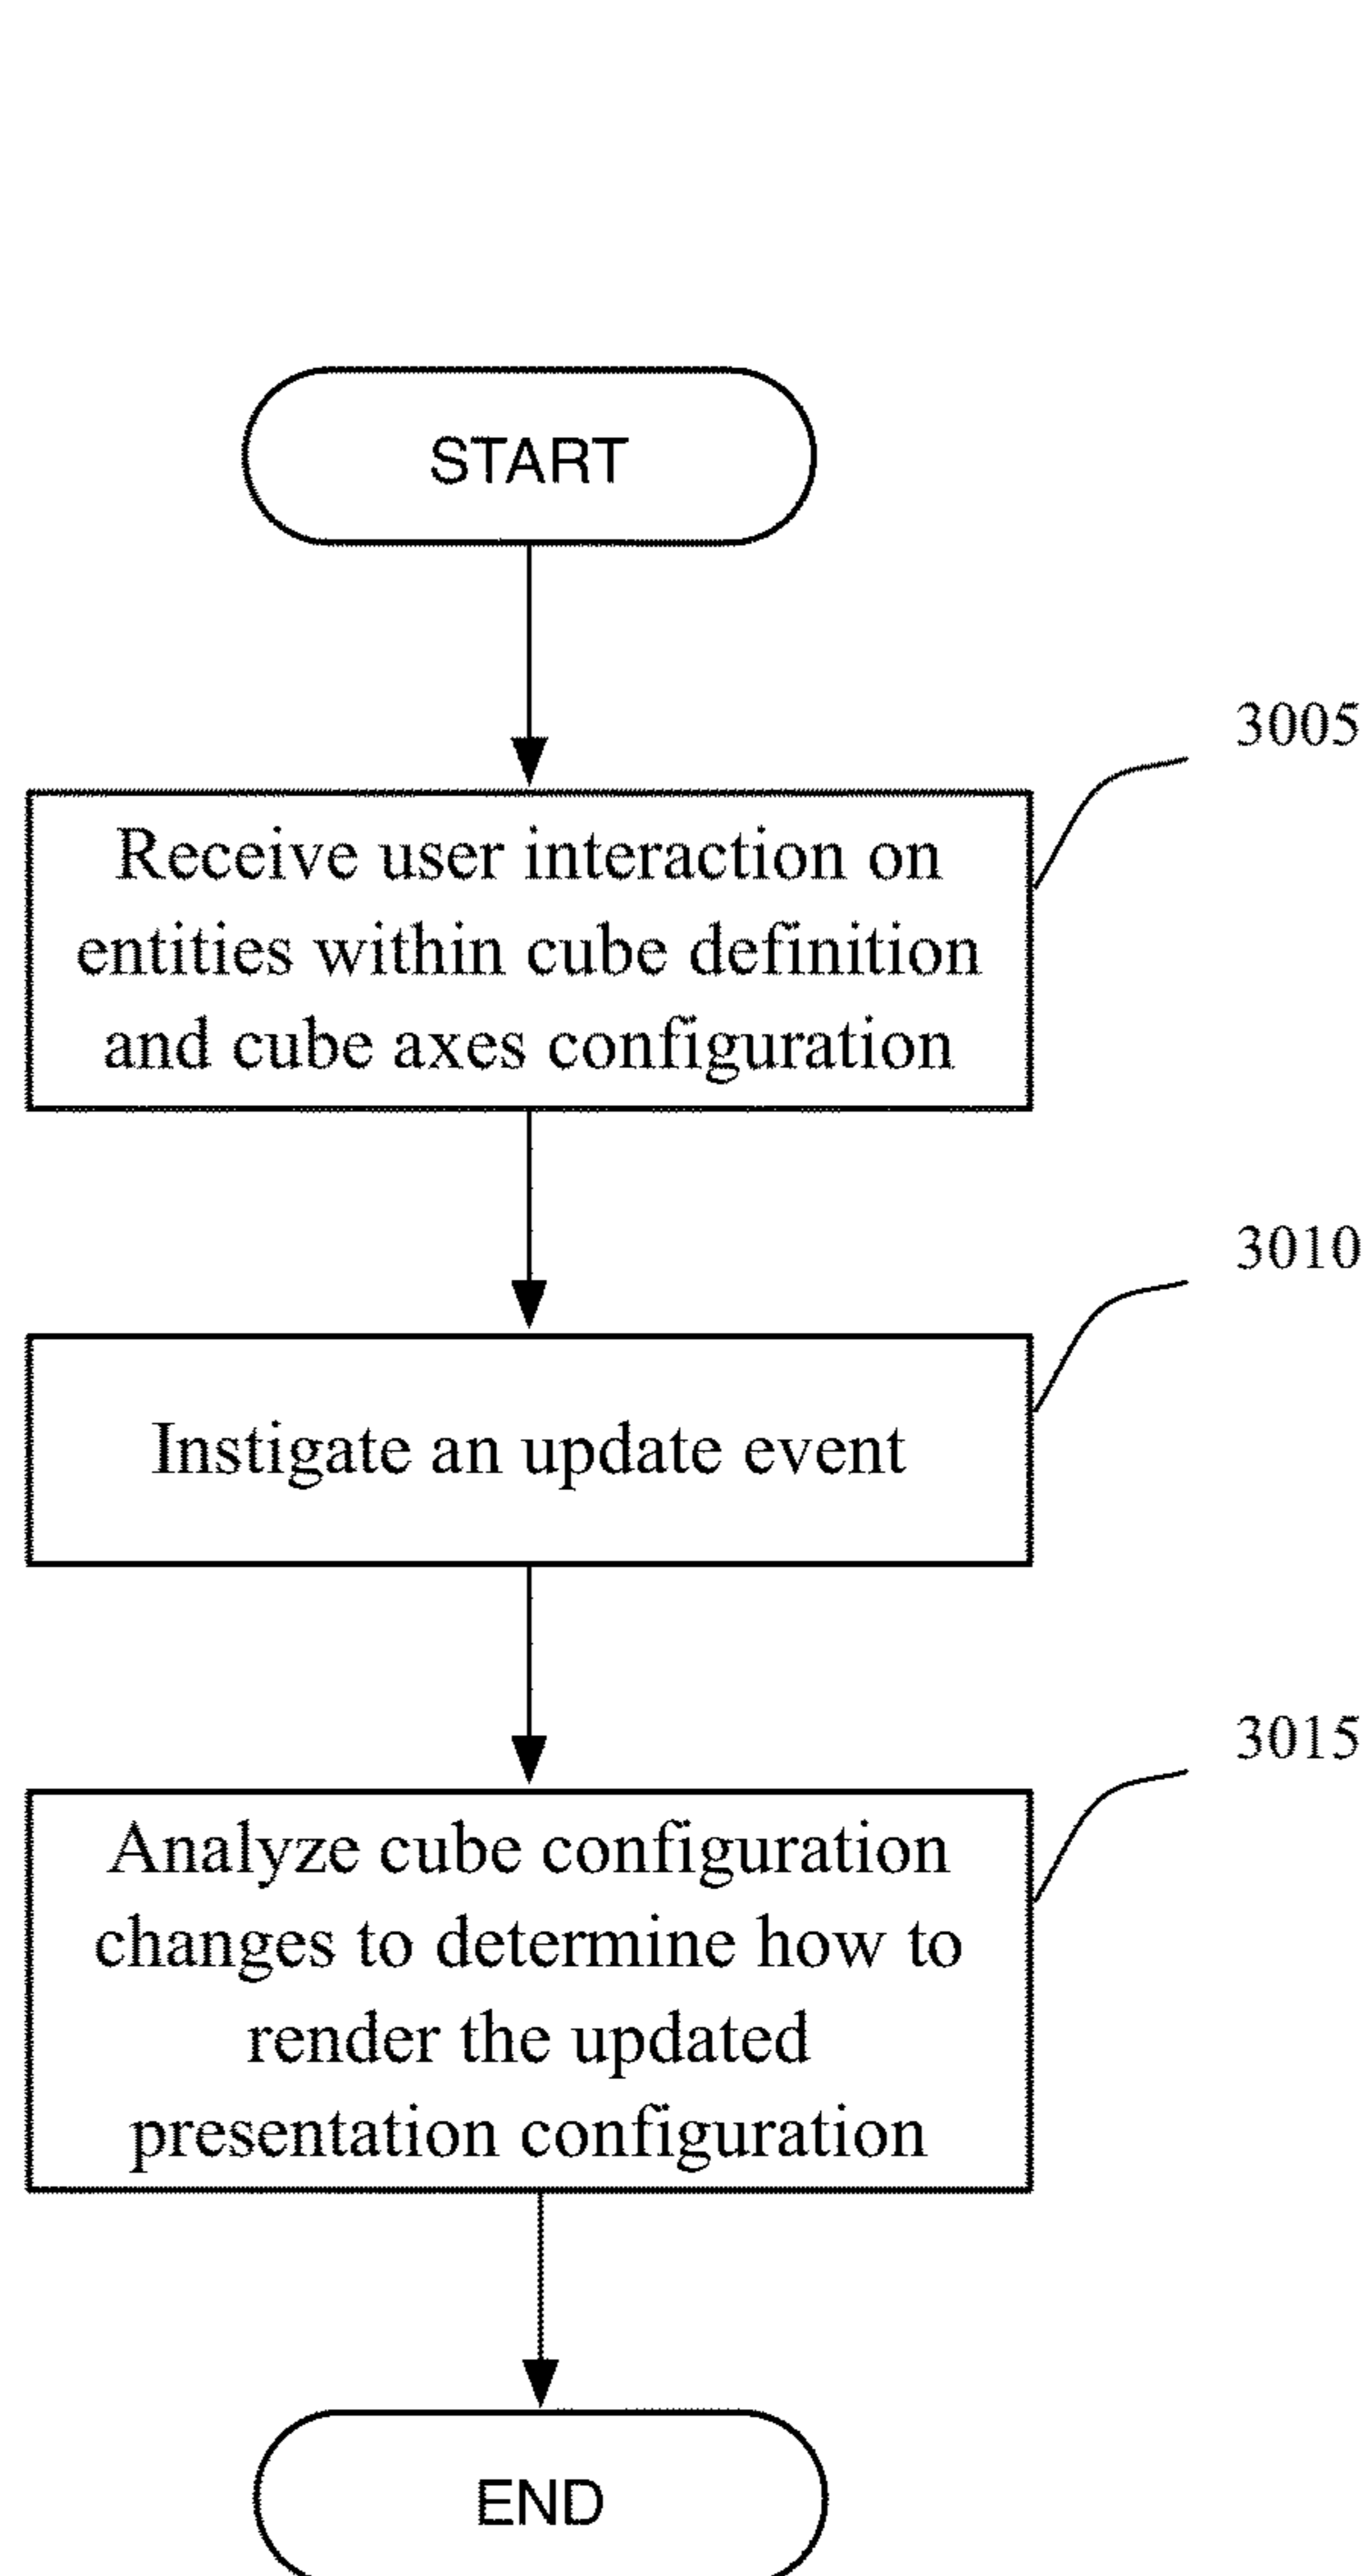 START
3005
Receive user interaction on
entities within cube definition
and cube axes configuration
3010
Instigate an update event
3015
Analyze cube configuration
changes to determine how to
render the updated
presentation configuration
END